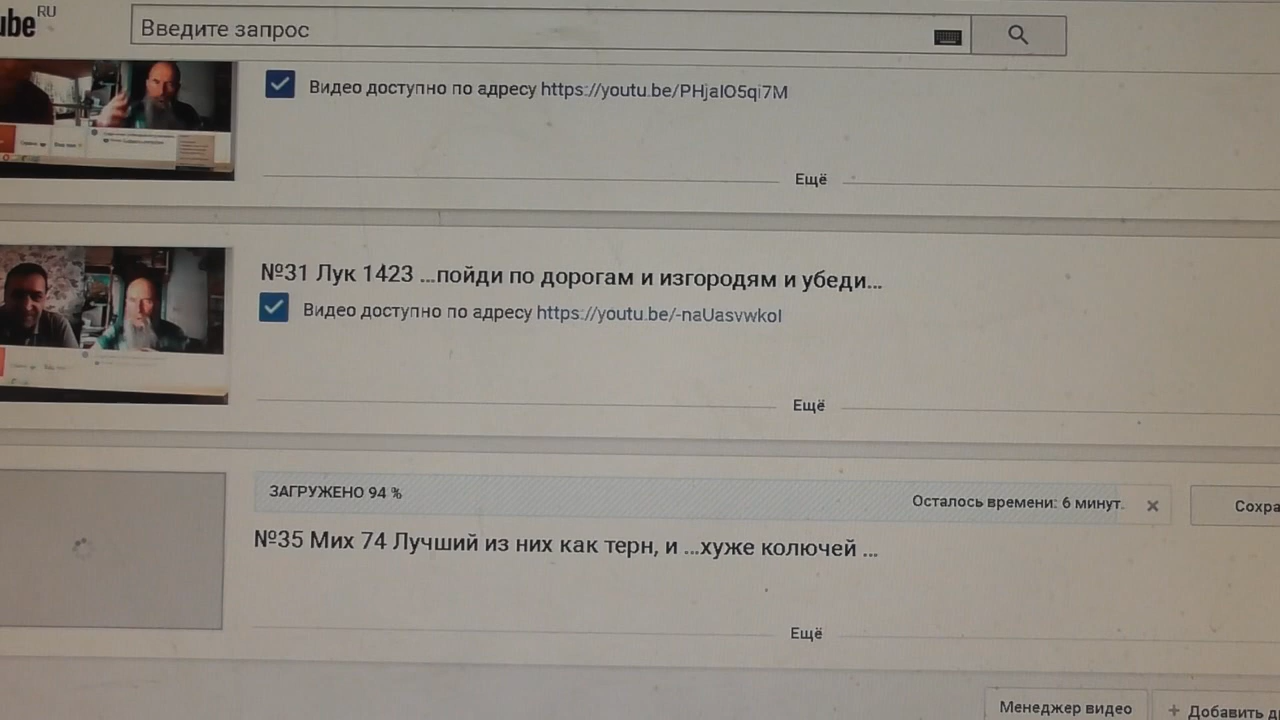 ube RU
Введите запрос
Видео доступно по адресу https://youtu.be/PHjaIO5qi7M
Ещё
№31 Лук 1423 ...пойди по дорогам и изгородям и убеди...
Видео доступно по адресу https://youtu.be/-naUasvwkoI
Ещё
ЗАГРУЖЕНО 94 %
Осталось времени: 6 минут.
Сохра
№35 Мих 74 Лучший из них как терн, и ...хуже колючей ...
Ещё
Менеджер видео
+ Добавить д